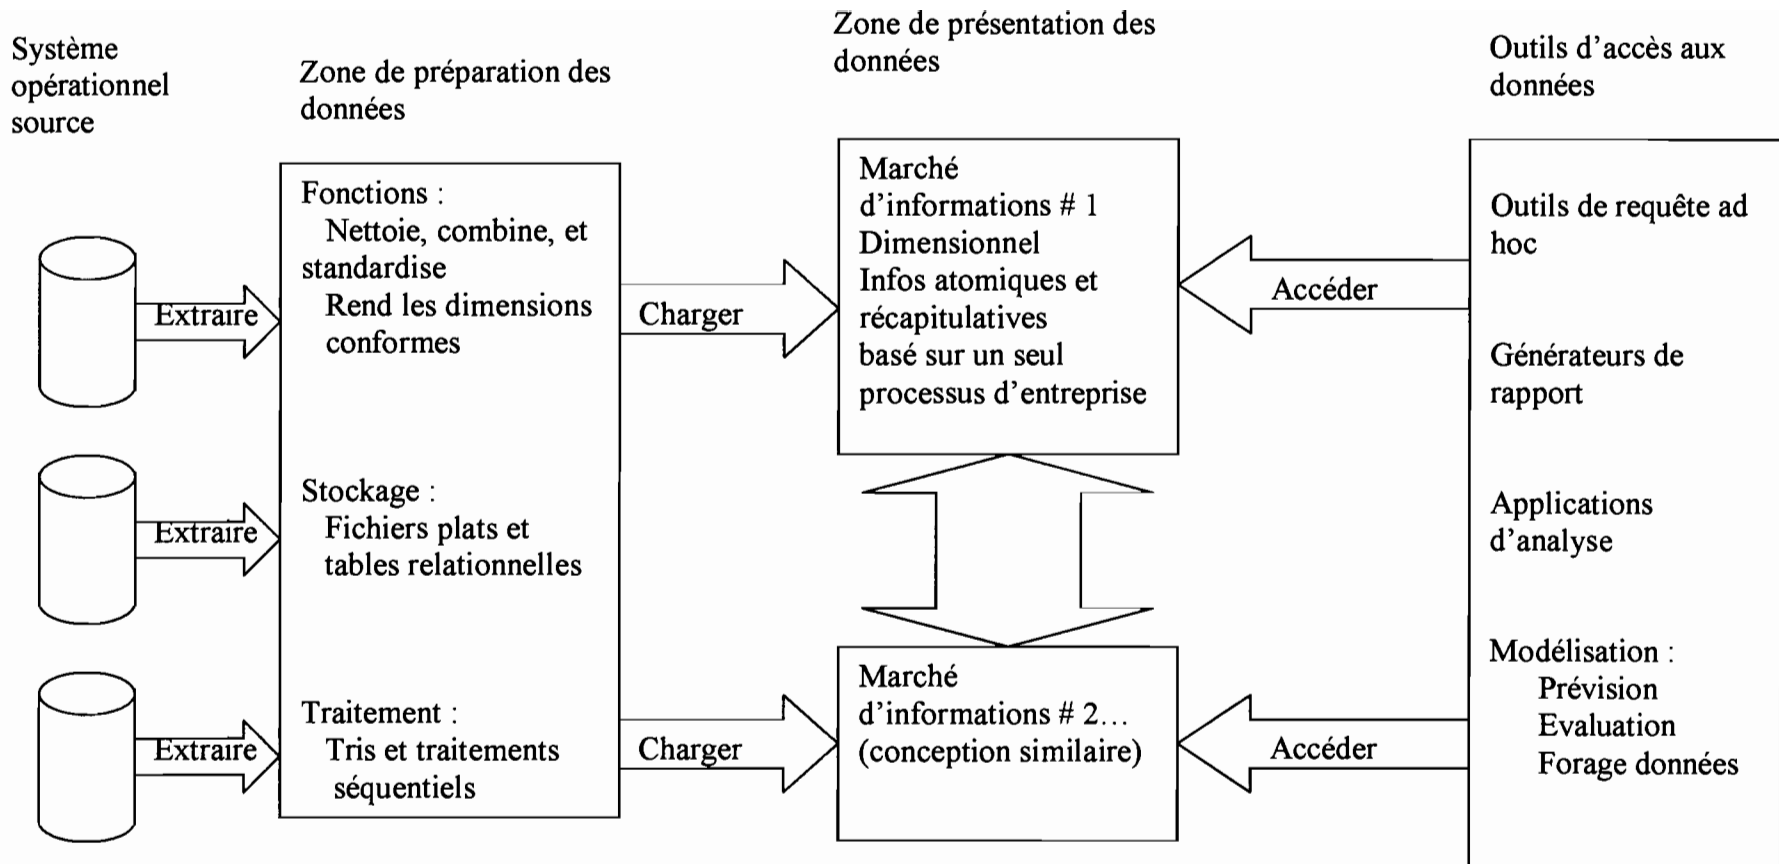 Système
opérationnel
source
Zone de préparation des
données
Zone de présentation des
données
Outils d'accès aux
données
Extraire
Extraire
Extraire
Fonctions :
Nettoie, combine, et
standardise
Rend les dimensions
conformes
Stockage :
Fichiers plats et
tables relationnelles
Traitement :
Tris et traitements
séquentiels
Charger
Charger
Marché
d'informations # 1
Dimensionnel
Infos atomiques et
récapitulatives
basé sur un seul
processus d'entreprise
Marché
d'informations # 2…
(conception similaire)
Accéder
Accéder
Outils de requête ad
hoc
Générateurs de
rapport
Applications
d'analyse
Modélisation :
Prévision
Evaluation
Forage données